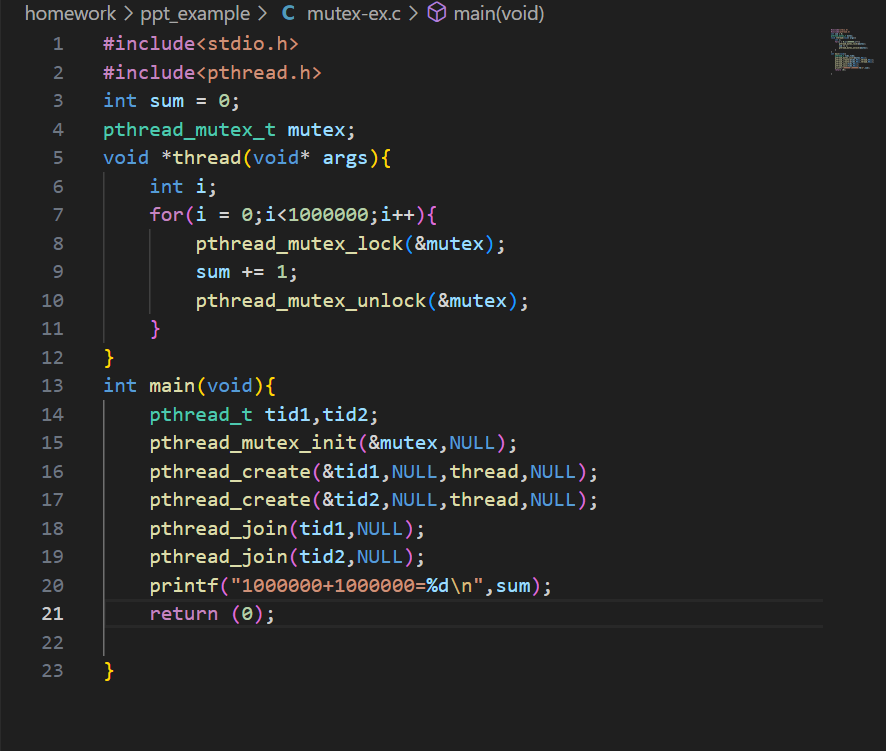 homework > ppt_example > C mutex-ex.c > main(void)
1 #include<stdio.h>
2 #include<pthread.h>
3 int sum = 0;
4 pthread_mutex_t mutex;
5 void *thread(void* args){
6     int i;
7     for(i = 0;i<1000000;i++){
8         pthread_mutex_lock(&mutex);
9         sum += 1;
10         pthread_mutex_unlock(&mutex);
11     }
12 }
13 int main(void){
14     pthread_t tid1,tid2;
15     pthread_mutex_init(&mutex,NULL);
16     pthread_create(&tid1,NULL,thread,NULL);
17     pthread_create(&tid2,NULL,thread,NULL);
18     pthread_join(tid1,NULL);
19     pthread_join(tid2,NULL);
20     printf("1000000+1000000=%d\n",sum);
21     return (0);
22
23 }